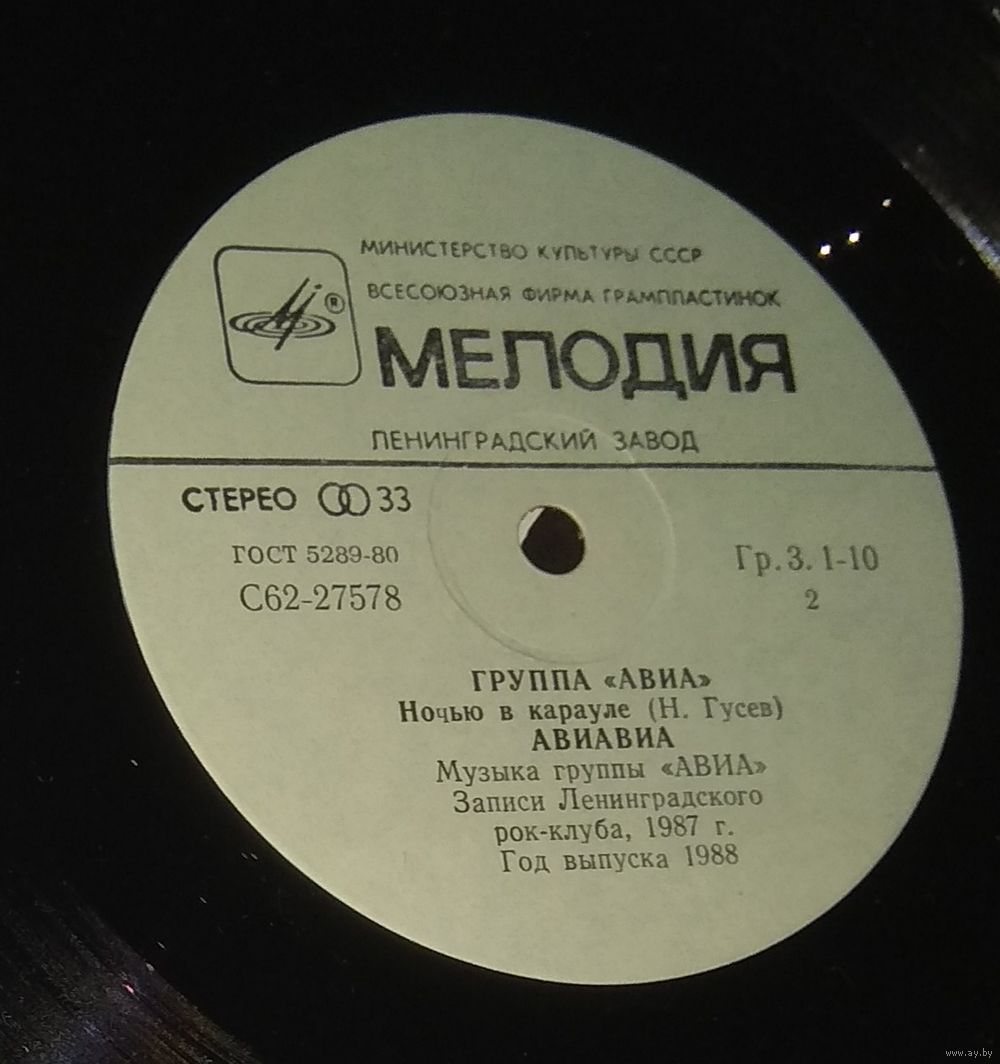 МИНИСТЕРСТВО КУЛЬТУРЫ СССР
ВСЕСОЮЗНАЯ ФИРМА ГРАМПЛАСТИНОК
®
МЕЛОДИЯ
ЛЕНИНГРАДСКИЙ ЗАВОД
СТЕРЕО 33
ГОСТ 5289-80
С62-27578
Гр. 3. 1-10
2
ГРУППА «АВИА»
Ночью в карауле (Н. Гусев)
АВИАВИА
Музыка группы «АВИА»
Записи Ленинградского
рок-клуба, 1987 г.
Год выпуска 1988
www.ay.by